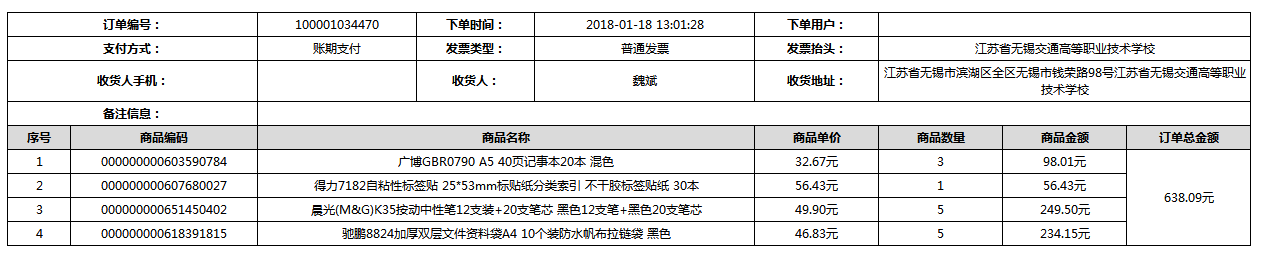 订单编号： 100001034470 下单时间： 2018-01-18 13:01:28 下单用户：
支付方式： 账期支付 发票类型： 普通发票 发票抬头： 江苏省无锡交通高等职业技术学校
收货人手机： 收货人： 魏斌 收货地址： 江苏省无锡市滨湖区全区无锡市钱荣路98号江苏省无锡交通高等职业
技术学校
备注信息：
序号 商品编码 商品名称 商品单价 商品数量 商品金额 订单总金额
1 000000000603590784 广博GBR0790 A5 40页记事本20本 混色 32.67元 3 98.01元
2 000000000607680027 得力7182自粘性标签贴 25*53mm标贴纸分类索引 不干胶标签贴纸 30本 56.43元 1 56.43元
638.09元
3 000000000651450402 晨光(M&G)K35按动中性笔12支装+20支笔芯 黑色12支笔+黑色20支笔芯 49.90元 5 249.50元
4 000000000618391815 驰鹏8824加厚双层文件资料袋A4 10个装防水帆布拉链袋 黑色 46.83元 5 234.15元